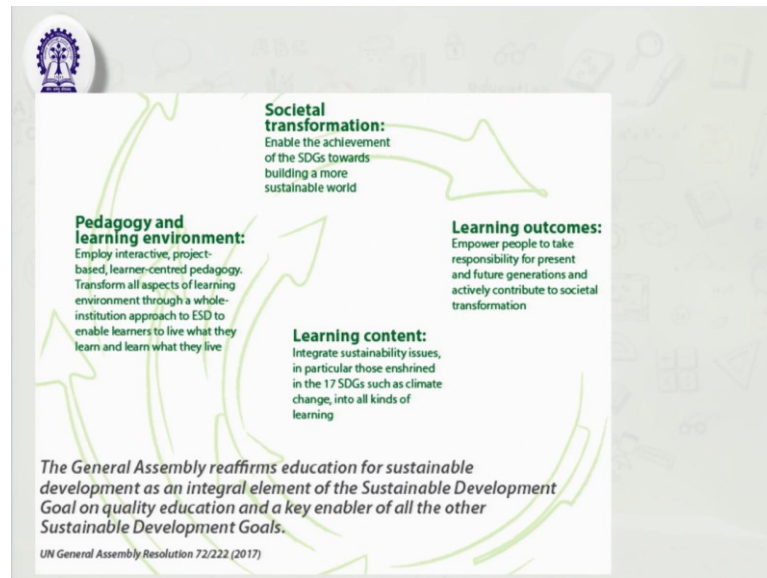 Societal
transformation:
Enable the achievement
of the SDGs towards
building a more
sustainable world
Pedagogy and
learning environment:
Employ interactive, project-
based, learner-centred pedagogy.
Transform all aspects of learning
environment through a whole-
institution approach to ESD to
enable learners to live what they
learn and learn what they live
Learning outcomes:
Empower people to take
responsibility for present
and future generations and
actively contribute to societal
transformation
Learning content:
Integrate sustainability issues,
in particular those enshrined
in the 17 SDGs such as climate
change, into all kinds of
learning
The General Assembly reaffirms education for sustainable
development as an integral element of the Sustainable Development
Goal on quality education and a key enabler of all the other
Sustainable Development Goals.
UN General Assembly Resolution 72/222 (2017)